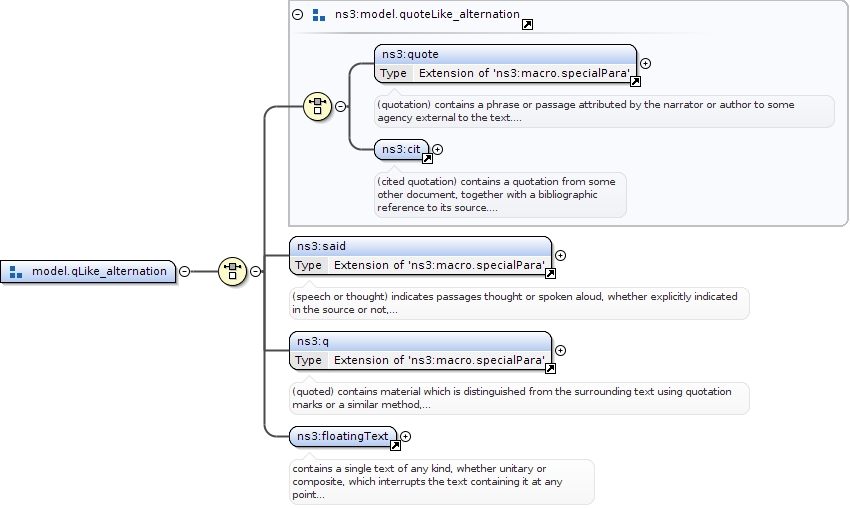 ns3:model.quoteLike_alternation
ns3:quote
Type Extension of 'ns3:macro.specialPara'
(quotation) contains a phrase or passage attributed by the narrator or author to some
agency external to the text....
ns3:cit
(cited quotation) contains a quotation from some
other document, together with a bibliographic
reference to its source....
model.qLike_alternation
ns3:said
Type Extension of 'ns3:macro.specialPara'
(speech or thought) indicates passages thought or spoken aloud, whether explicitly indicated
in the source or not,...
ns3:q
Type Extension of 'ns3:macro.specialPara'
(quoted) contains material which is distinguished from the surrounding text using quotation
marks or a similar method,...
ns3:floatingText
contains a single text of any kind, whether unitary or
composite, which interrupts the text containing it at any
point...